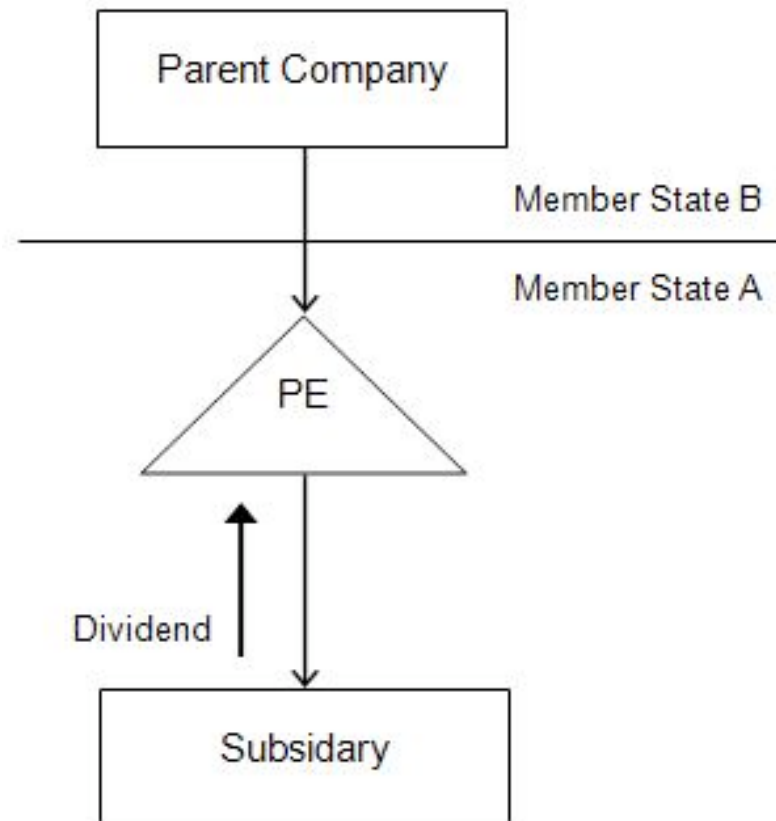 Parent Company
Member State B
Member State A
PE
Dividend
Subsidary